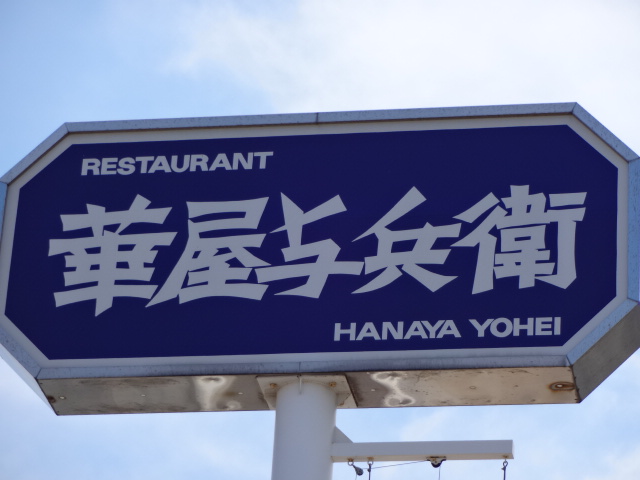 RESTAURANT
華屋与兵衛
HANAYA YOHEI